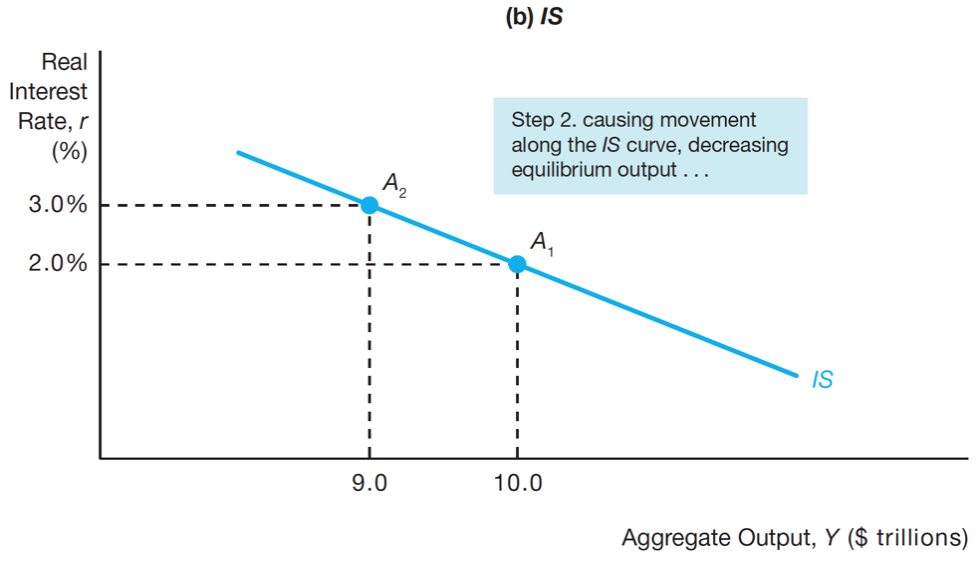 (b) IS
Real
Interest
Rate, r
(%)
Step 2. causing movement
along the IS curve, decreasing
equilibrium output . . .
A2
3.0%
A1
2.0%
IS
9.0
10.0
Aggregate Output, Y ($ trillions)